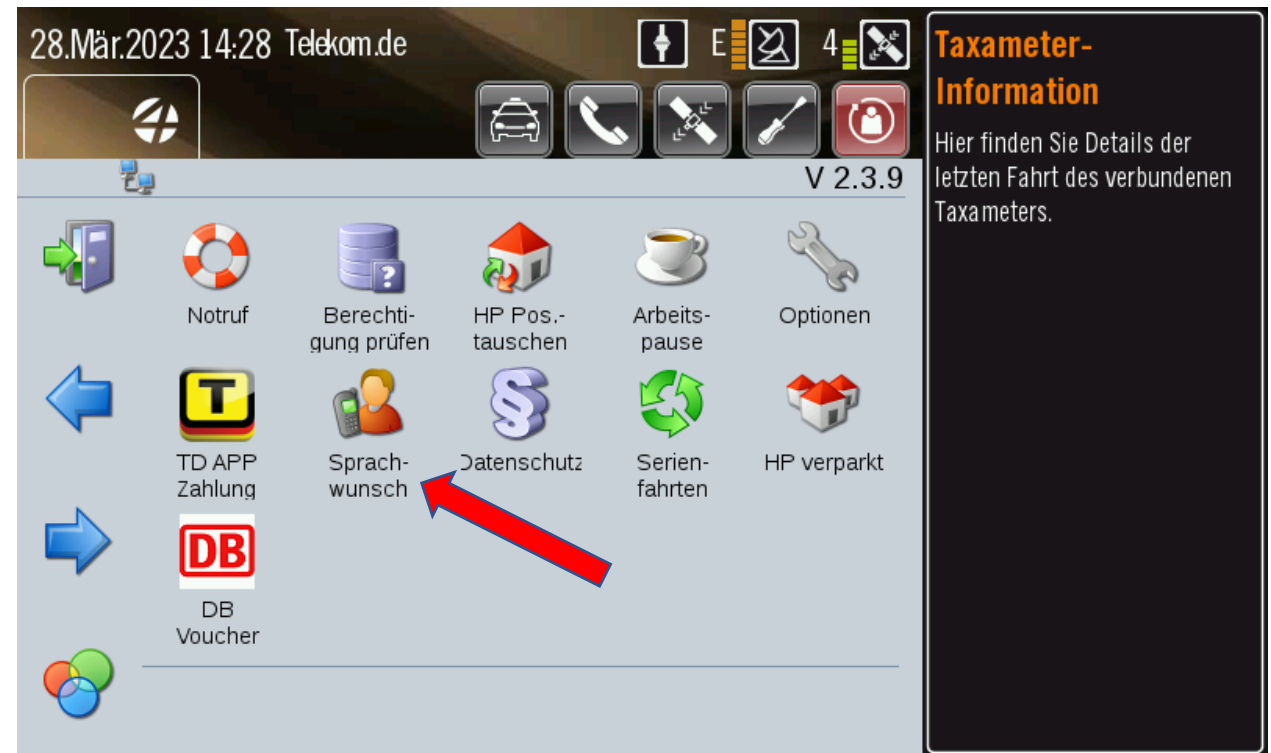 28.Mär.2023 14:28 Telekom.de
E
4
V 2.3.9
Notruf
Berechti-
gung prüfen
HP Pos.-
tauschen
Arbeits-
pause
Optionen
T
TD APP
Zahlung
Sprach-
wunsch
§
Datenschutz
Serien-
fahrten
HP verparkt
DB
DB
Voucher
Taxameter-
Information
Hier finden Sie Details der
letzten Fahrt des verbundenen
Taxameters.